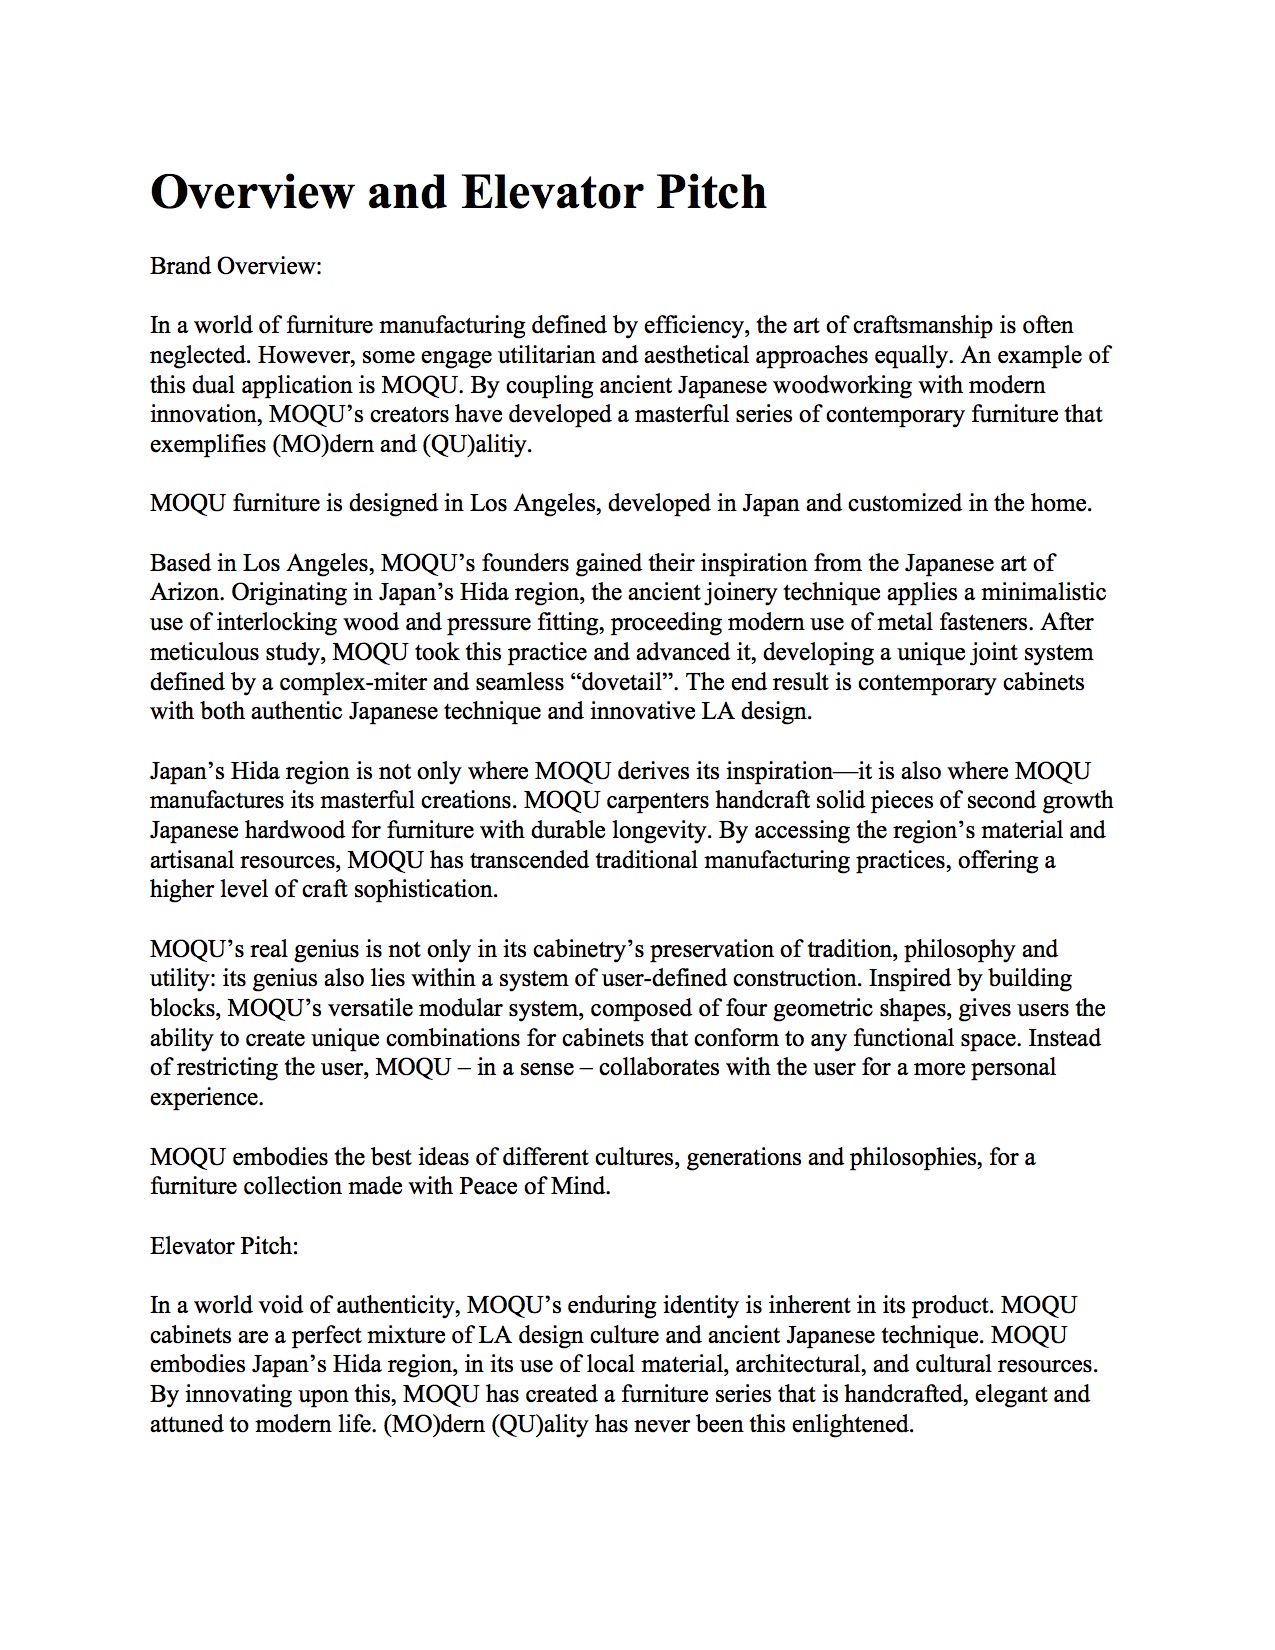 Overview and Elevator Pitch
Brand Overview:
In a world of furniture manufacturing defined by efficiency, the art of craftsmanship is often
neglected. However, some engage utilitarian and aesthetical approaches equally. An example of
this dual application is MOQU. By coupling ancient Japanese woodworking with modern
innovation, MOQU’s creators have developed a masterful series of contemporary furniture that
exemplifies (MO)dern and (QU)alitiy.
MOQU furniture is designed in Los Angeles, developed in Japan and customized in the home.
Based in Los Angeles, MOQU’s founders gained their inspiration from the Japanese art of
Arizon. Originating in Japan’s Hida region, the ancient joinery technique applies a minimalistic
use of interlocking wood and pressure fitting, proceeding modern use of metal fasteners. After
meticulous study, MOQU took this practice and advanced it, developing a unique joint system
defined by a complex-miter and seamless “dovetail”. The end result is contemporary cabinets
with both authentic Japanese technique and innovative LA design.
Japan’s Hida region is not only where MOQU derives its inspiration—it is also where MOQU
manufactures its masterful creations. MOQU carpenters handcraft solid pieces of second growth
Japanese hardwood for furniture with durable longevity. By accessing the region’s material and
artisanal resources, MOQU has transcended traditional manufacturing practices, offering a
higher level of craft sophistication.
MOQU’s real genius is not only in its cabinetry’s preservation of tradition, philosophy and
utility: its genius also lies within a system of user-defined construction. Inspired by building
blocks, MOQU’s versatile modular system, composed of four geometric shapes, gives users the
ability to create unique combinations for cabinets that conform to any functional space. Instead
of restricting the user, MOQU – in a sense – collaborates with the user for a more personal
experience.
MOQU embodies the best ideas of different cultures, generations and philosophies, for a
furniture collection made with Peace of Mind.
Elevator Pitch:
In a world void of authenticity, MOQU’s enduring identity is inherent in its product. MOQU
cabinets are a perfect mixture of LA design culture and ancient Japanese technique. MOQU
embodies Japan’s Hida region, in its use of local material, architectural, and cultural resources.
By innovating upon this, MOQU has created a furniture series that is handcrafted, elegant and
attuned to modern life. (MO)dern (QU)ality has never been this enlightened.